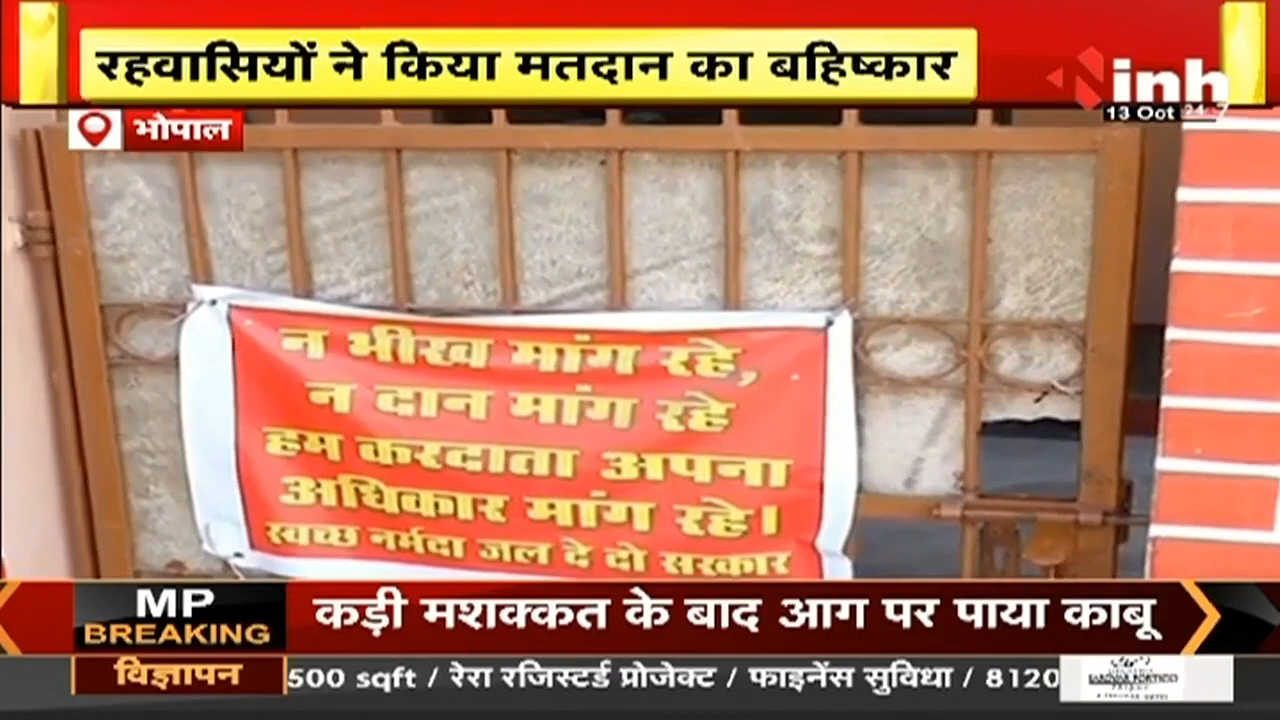 रहवासियों ने किया मतदान का बहिष्कार
inh
13 Oct 24x7
भोपाल
न भीख मांग रहे,
न दान मांग रहे
हम करदाता अपना
अधिकार मांग रहे।
स्वच्छ नर्मदा जल दे दो सरकार
MP
BREAKING
कड़ी मशक्कत के बाद आग पर पाया काबू
विज्ञापन
500 sqft / रेरा रजिस्टर्ड प्रोजेक्ट / फाइनेंस सुविधा / 8120